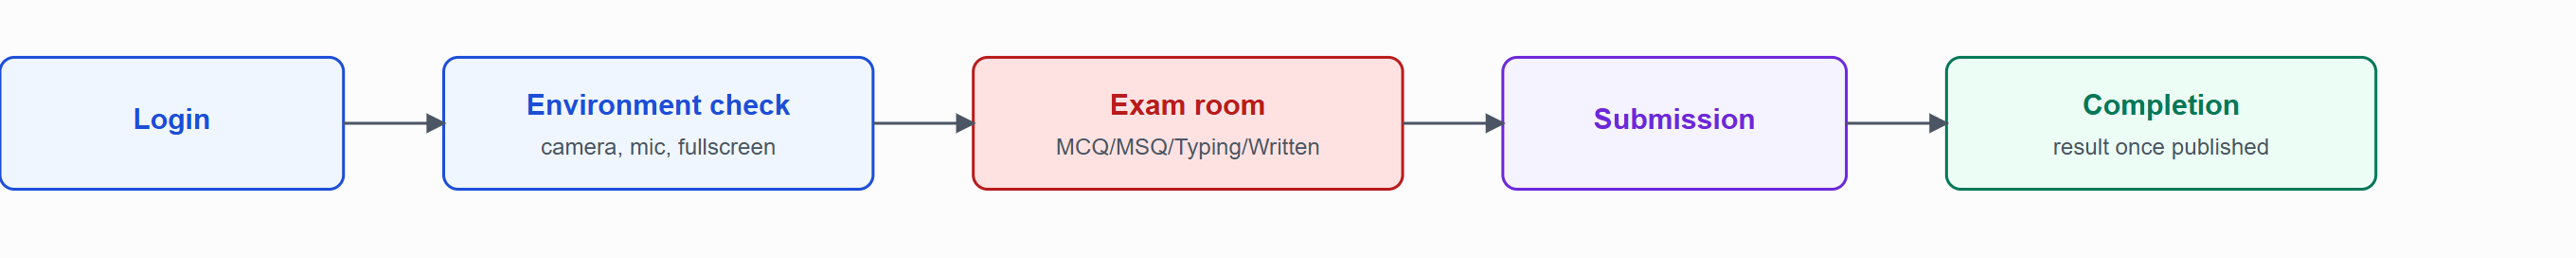 Login
Environment check
camera, mic, fullscreen
Exam room
MCQ/MSQ/Typing/Written
Submission
Completion
result once published